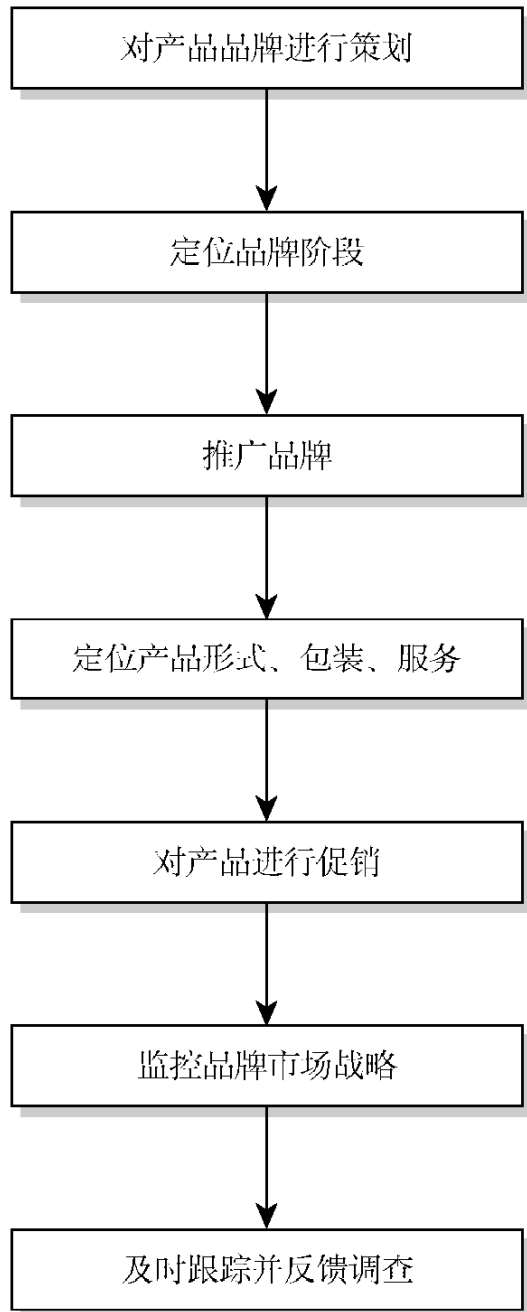 对产品品牌进行策划
定位品牌阶段
推广品牌
定位产品形式、包装、服务
对产品进行促销
监控品牌市场战略
及时跟踪并反馈调查